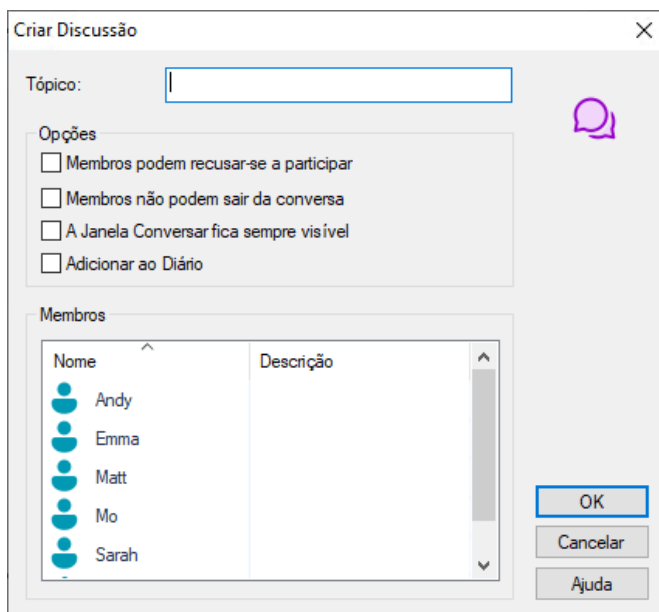 Criar Discussão
Tópico:
Opções
Membros podem recusar-se a participar
Membros não podem sair da conversa
A Janela Conversar fica sempre visível
Adicionar ao Diário
Membros
Nome Descrição
Andy
Emma
Matt
Mo
Sarah
OK
Cancelar
Ajuda